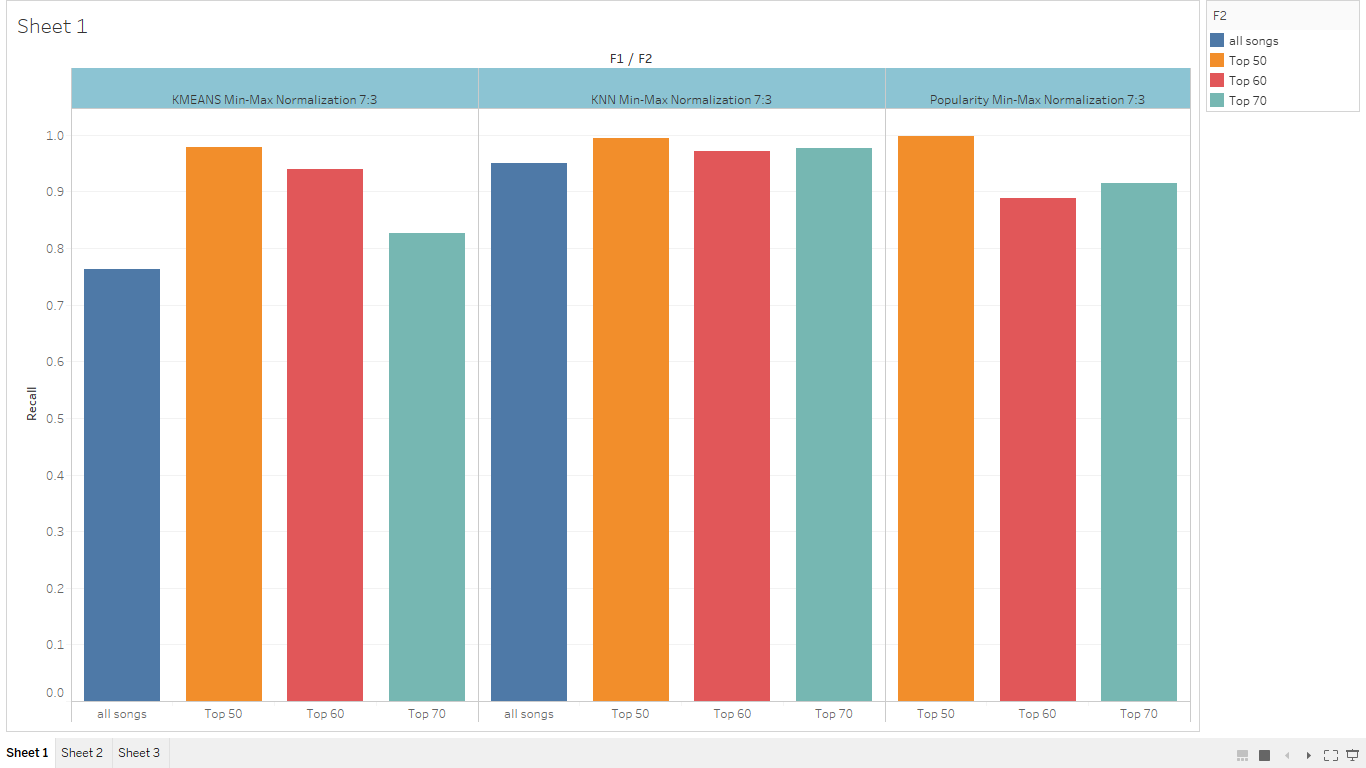 Sheet 1
F1 / F2
KMEANS Min-Max Normalization 7:3
KNN Min-Max Normalization 7:3
Popularity Min-Max Normalization 7:3
1.0
0.9
0.8
0.7
0.6
0.5
0.4
0.3
0.2
0.1
0.0
Recall
all songs
Top 50
Top 60
Top 70
all songs
Top 50
Top 60
Top 70
Top 50
Top 60
Top 70
F2
all songs
Top 50
Top 60
Top 70
Sheet 1
Sheet 2
Sheet 3